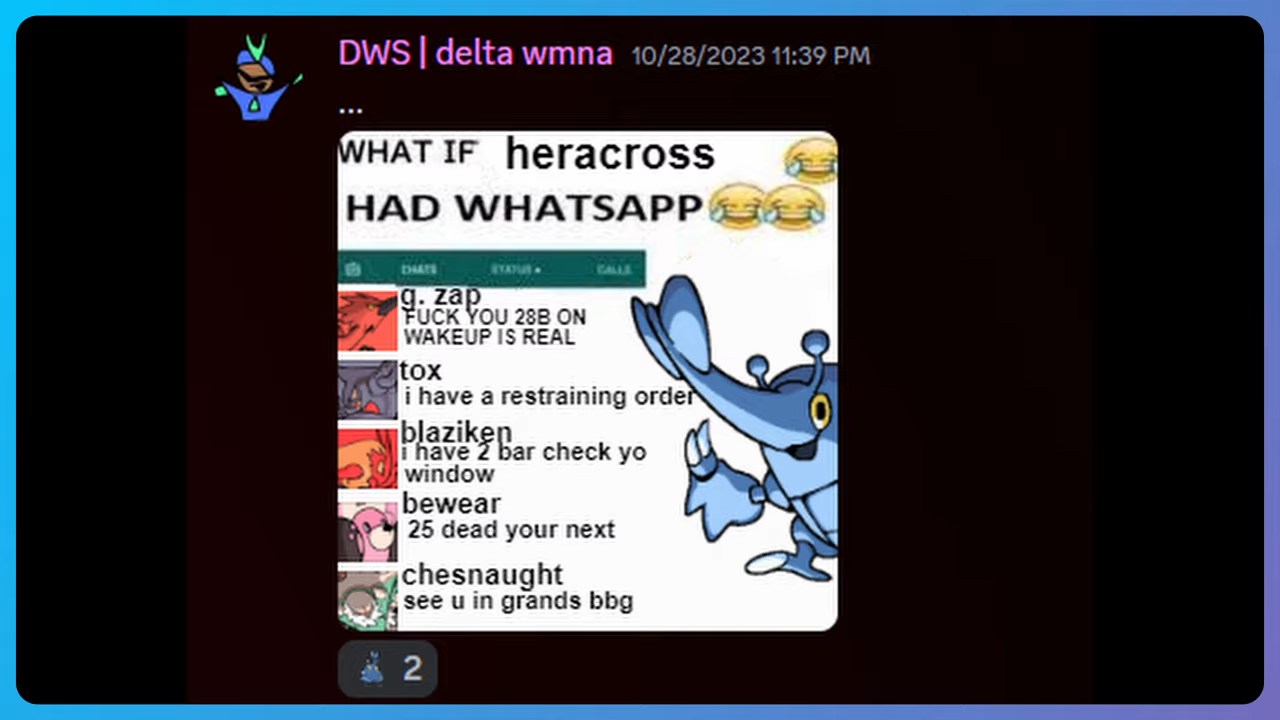 DWS | delta wmna 10/28/2023 11:39 PM
...
WHAT IF heracross
HAD WHATSAPP😂😂😂
CHATS STATUS • CALLS
g. zap
FUCK YOU 28B ON
WAKEUP IS REAL
tox
i have a restraining order
blaziken
i have 2 bar check yo
window
bewear
25 dead your next
chesnaught
see u in grands bbg
2